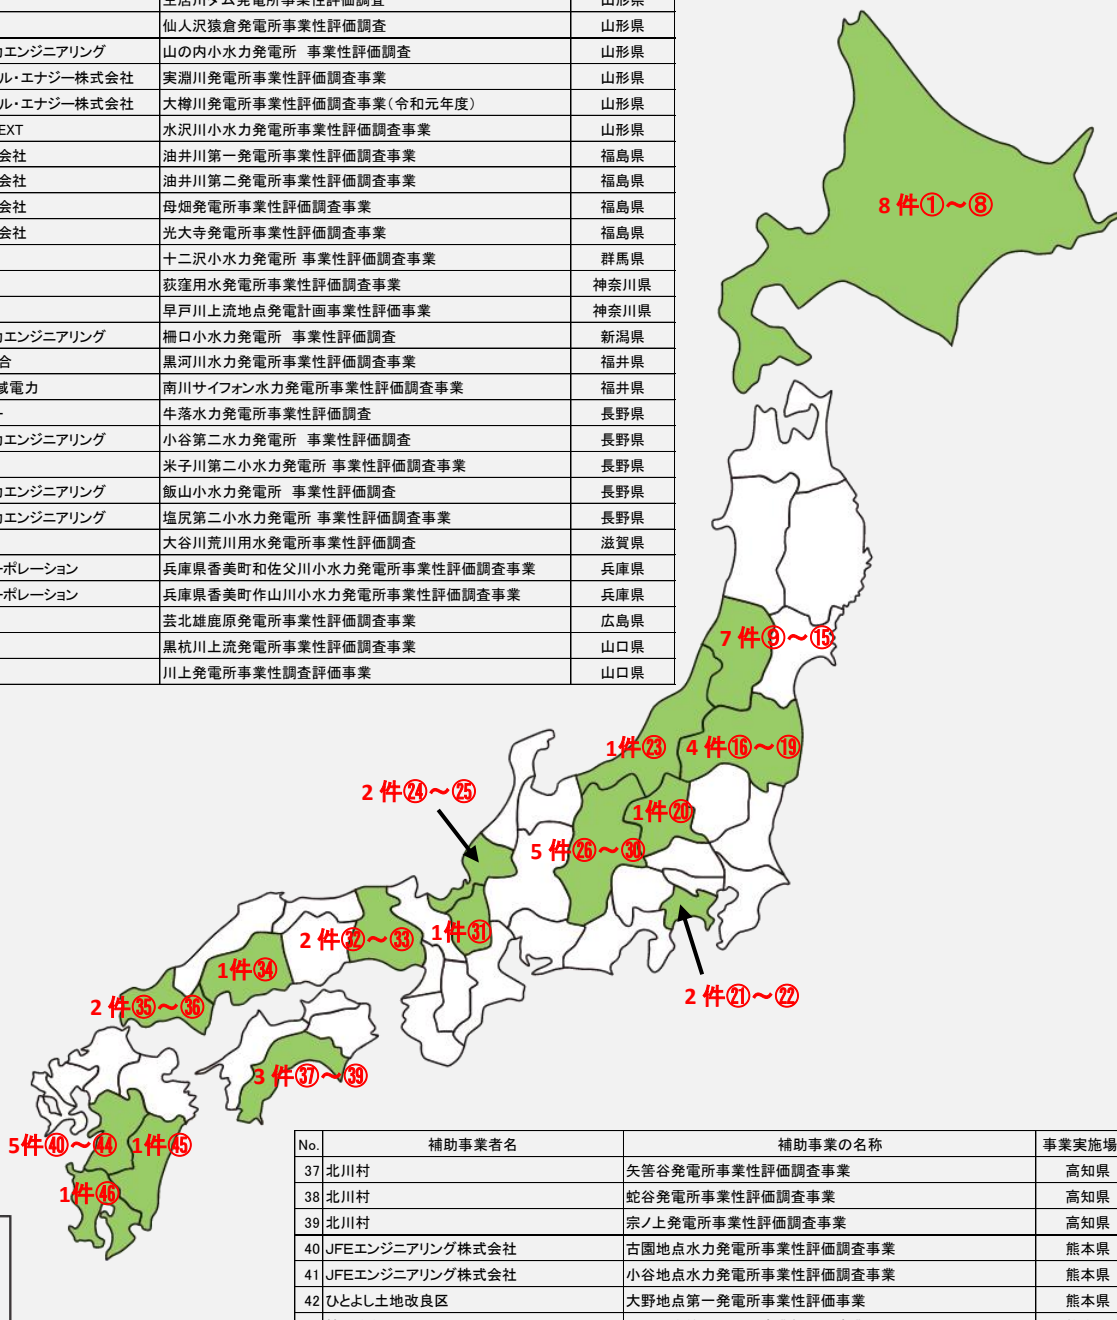 仙人沢猿倉発電所事業性評価調査 山形県
エンジニアリング 山の内小水力発電所 事業性評価調査 山形県
ル・エナジー株式会社 実淵川発電所事業性評価調査事業 山形県
ル・エナジー株式会社 大樽川発電所事業性評価調査事業(令和元年度) 山形県
EXT 水沢川小水力発電所事業性評価調査事業 山形県
会社 油井川第一発電所事業性評価調査事業 福島県
会社 油井川第二発電所事業性評価調査事業 福島県
会社 母畑発電所事業性評価調査事業 福島県
会社 光大寺発電所事業性評価調査事業 福島県
十二沢小水力発電所 事業性評価調査事業 群馬県
荻窪用水発電所事業性評価調査事業 神奈川県
早戸川上流地点発電計画事業性評価事業 神奈川県
エンジニアリング 柵口小水力発電所 事業性評価調査 新潟県
合 黒河川水力発電所事業性評価調査事業 福井県
域電力 南川サイフォン水力発電所事業性評価調査事業 福井県
牛落水力発電所事業性評価調査 長野県
エンジニアリング 小谷第二水力発電所 事業性評価調査 長野県
米子川第二小水力発電所 事業性評価調査事業 長野県
エンジニアリング 飯山小水力発電所 事業性評価調査 長野県
エンジニアリング 塩尻第二小水力発電所 事業性評価調査事業 長野県
大谷川荒川用水発電所事業性評価調査 滋賀県
ーポレーション 兵庫県香美町和佐父川小水力発電所事業性評価調査事業 兵庫県
ーポレーション 兵庫県香美町作山川小水力発電所事業性評価調査事業 兵庫県
芸北雄鹿原発電所事業性評価調査事業 広島県
黒杭川上流発電所事業性評価調査事業 山口県
川上発電所事業性調査評価事業 山口県
8 件①～⑧
7 件⑨～⑮
1件㉓
4 件⑯～⑲
2 件㉔～㉕
1件⑳
5 件㉖～㉚
1件㉛
2 件㉜～㉝
1件㉞
2 件㉑～㉒
2 件㉟～㊱
3 件㊲～㊴
5件㊵～㊹
1件㊺
1件㊻
No. 補助事業者名 補助事業の名称 事業実施場
37 北川村 矢筈谷発電所事業性評価調査事業 高知県
38 北川村 蛇谷発電所事業性評価調査事業 高知県
39 北川村 宗ノ上発電所事業性評価調査事業 高知県
40 JFEエンジニアリング株式会社 古園地点水力発電所事業性評価調査事業 熊本県
41 JFEエンジニアリング株式会社 小谷地点水力発電所事業性評価調査事業 熊本県
42 ひとよし土地改良区 大野地点第一発電所事業性評価事業 熊本県